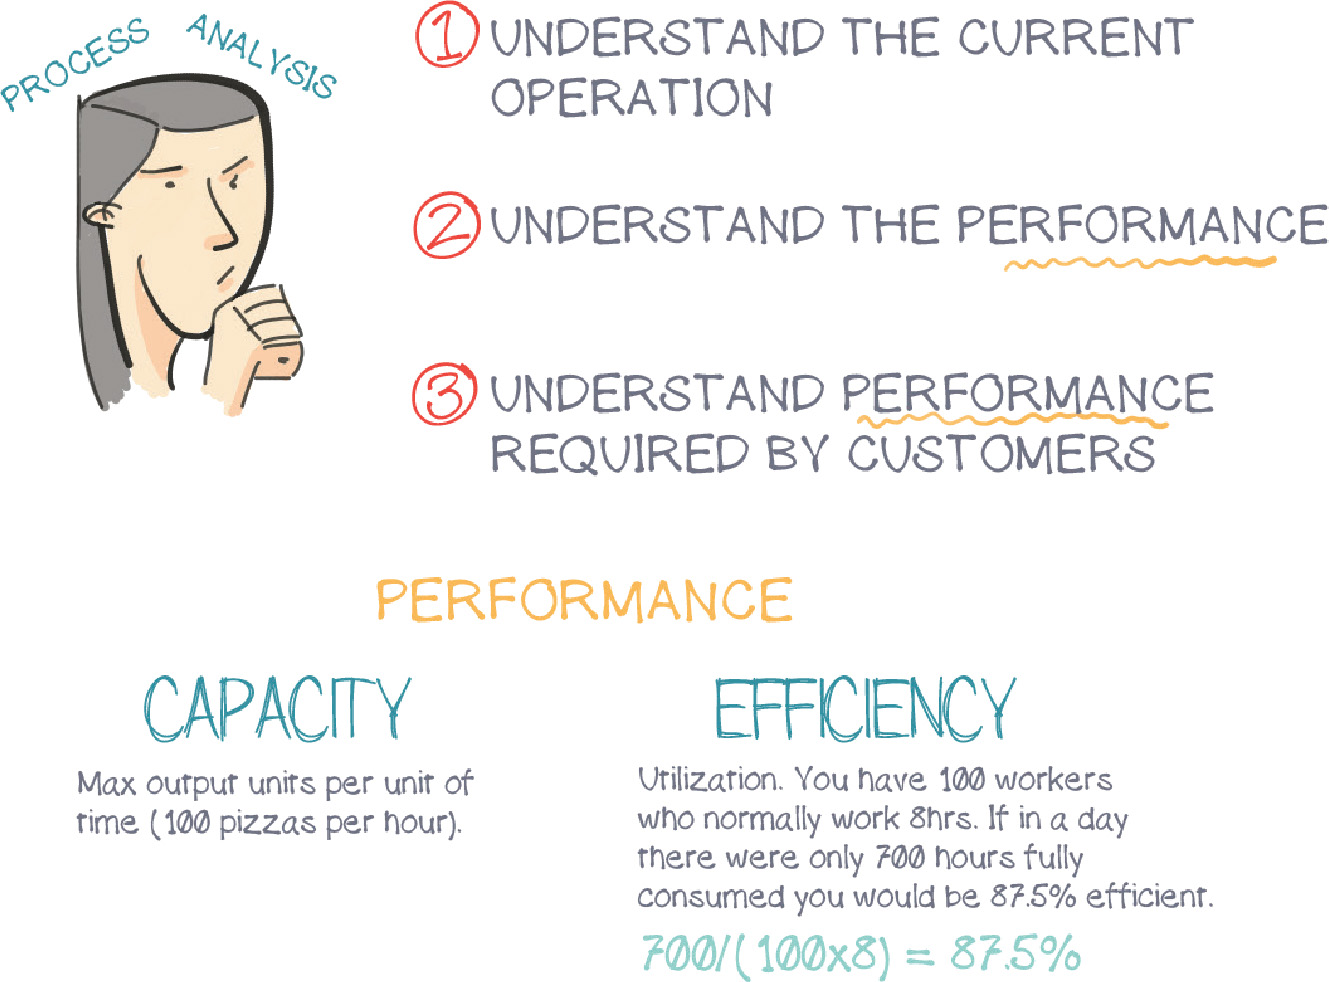 PROCESS ANALYSIS
1 UNDERSTAND THE CURRENT
OPERATION
2 UNDERSTAND THE PERFORMANCE
3 UNDERSTAND PERFORMANCE
REQUIRED BY CUSTOMERS
PERFORMANCE
CAPACITY
Max output units per unit of
time (100 pizzas per hour).
EFFICIENCY
Utilization. You have 100 workers
who normally work 8hrs. If in a day
there were only 700 hours fully
consumed you would be 87.5% efficient.
700/(100x8) = 87.5%